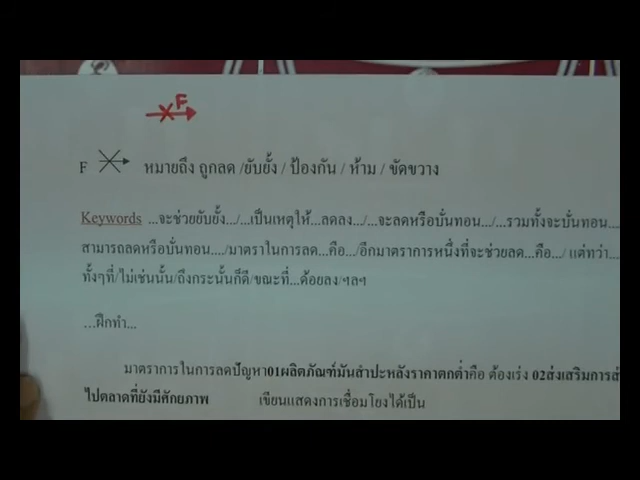 F
F หมายถึง ถูกลด /ยับยั้ง / ป้องกัน / ห้าม / ขัดขวาง
Keywords ...จะช่วยยับยั้ง.../...เป็นเหตุให้...ลดลง.../...จะลดหรือบั่นทอน.../...รวมทั้งจะบั่นทอน....
สามารถลดหรือบั่นทอน..../มาตราในการลด...คือ.../อีกมาตราการหนึ่งที่จะช่วยลด...คือ.../ แต่ทว่า....
ทั้งๆที่/ไม่เช่นนั้น/ถึงกระนั้นก็ดี/ขณะที่...ด้อยลง/ฯลฯ
...ฝึกทำ...
มาตราการในการลดปัญหา01ผลิตภัณฑ์มันสำปะหลังราคาตกต่ำคือ ต้องเร่ง 02ส่งเสริมการส่
ไปตลาดที่ยังมีศักยภาพ เขียนแสดงการเชื่อมโยงได้เป็น